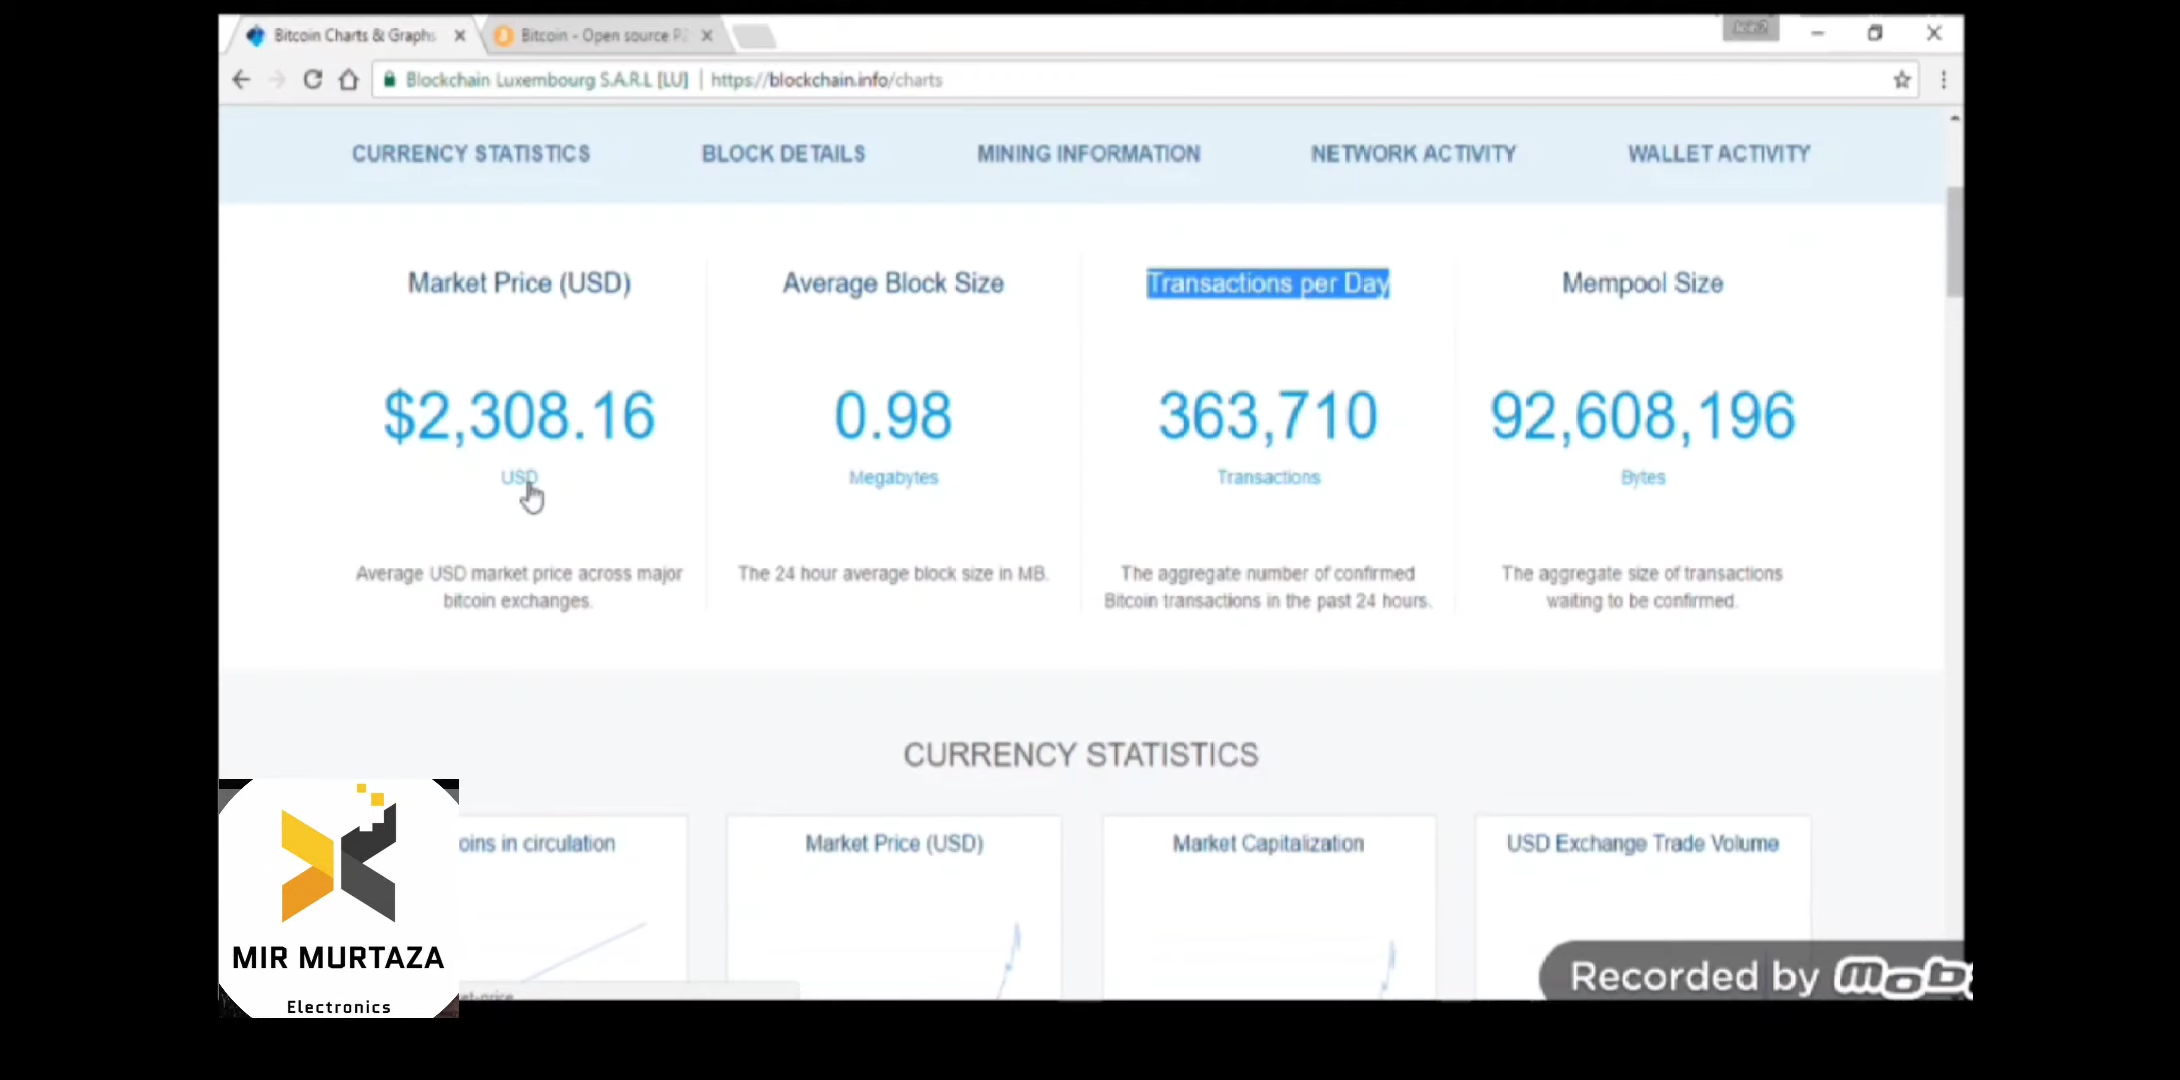 Bitcoin Charts & Graphs
Bitcoin - Open source P2
Blockchain Luxembourg S.A.R.L [LU] | https://blockchain.info/charts
CURRENCY STATISTICS BLOCK DETAILS MINING INFORMATION NETWORK ACTIVITY WALLET ACTIVITY
Market Price (USD) Average Block Size Transactions per Day Mempool Size
$2,308.16 0.98 363,710 92,608,196
USD Megabytes Transactions Bytes
Average USD market price across major
bitcoin exchanges.
The 24 hour average block size in MB.
The aggregate number of confirmed
Bitcoin transactions in the past 24 hours.
The aggregate size of transactions
waiting to be confirmed.
CURRENCY STATISTICS
oins in circulation Market Price (USD) Market Capitalization USD Exchange Trade Volume
MIR MURTAZA
Electronics
Recorded by mob